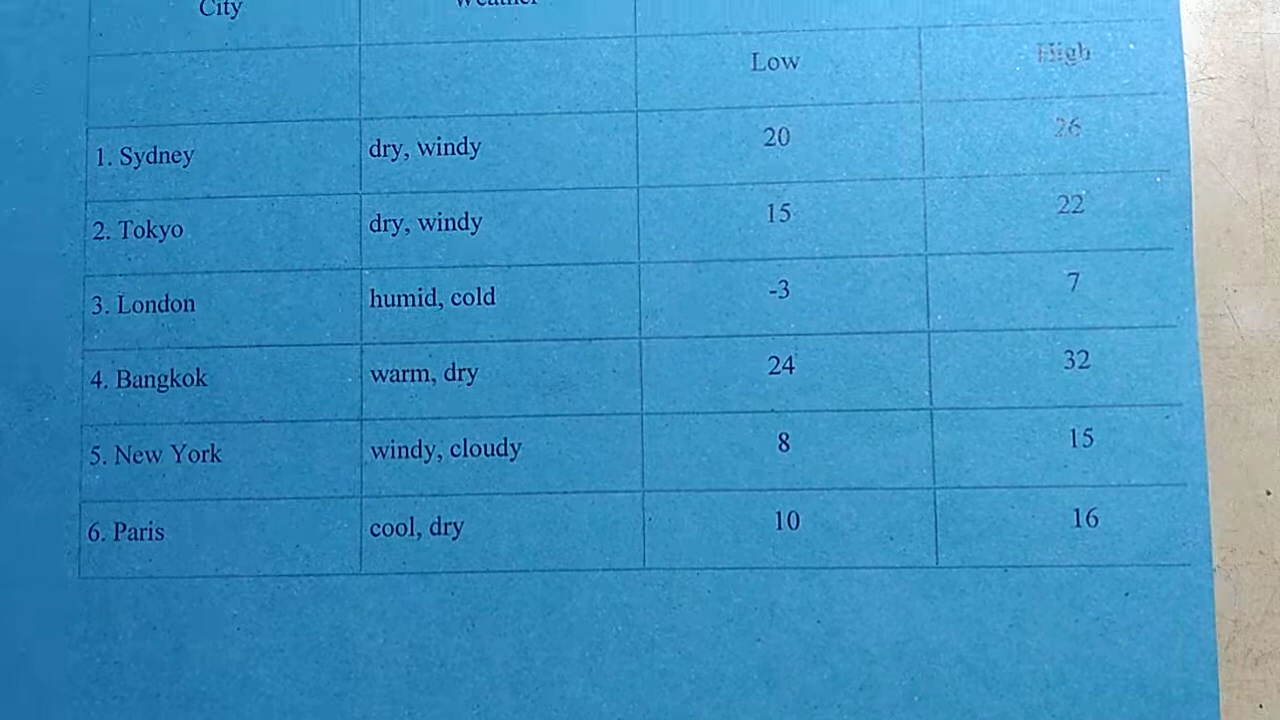 City Weather
Low High
1. Sydney dry, windy 20 26
2. Tokyo dry, windy 15 22
3. London humid, cold -3 7
4. Bangkok warm, dry 24 32
5. New York windy, cloudy 8 15
6. Paris cool, dry 10 16